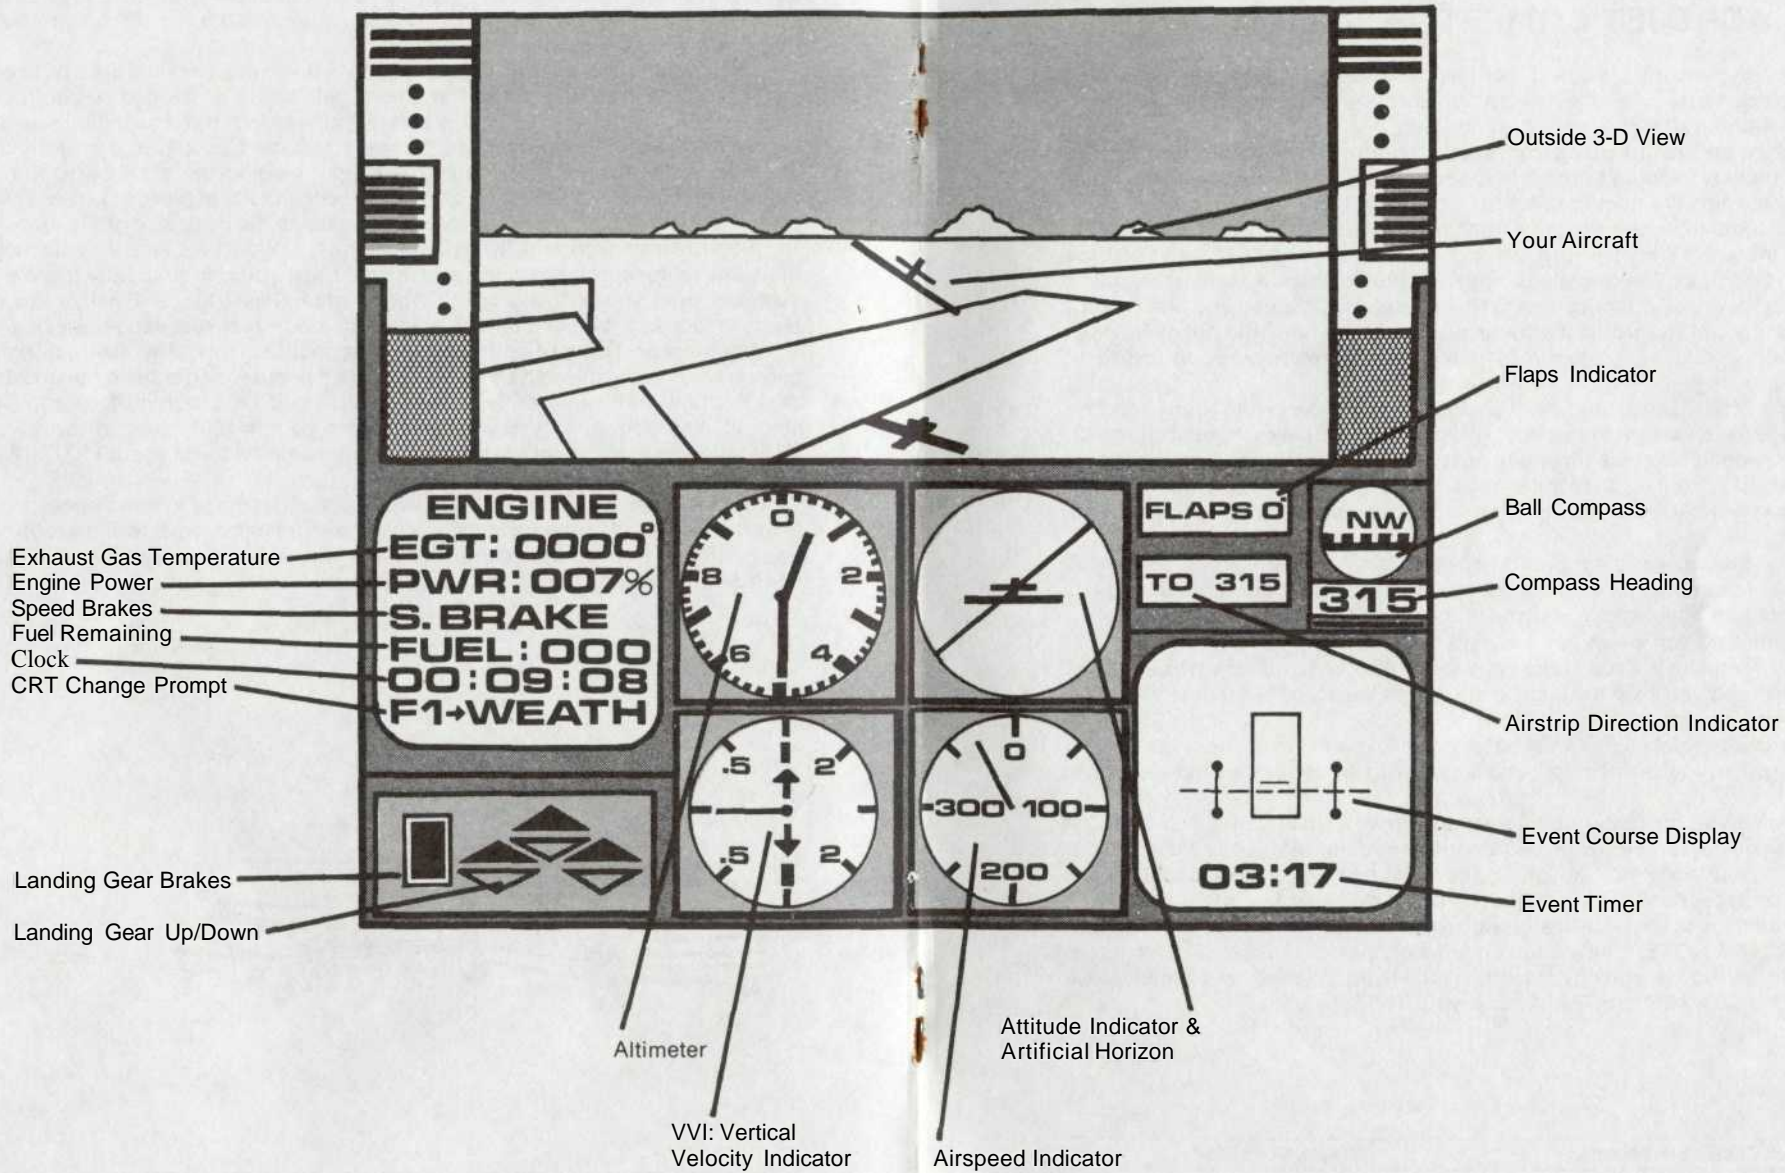 Outside 3-D View
Your Aircraft
Flaps Indicator
Ball Compass
Compass Heading
Airstrip Direction Indicator
Event Course Display
Event Timer
Exhaust Gas Temperature
Engine Power
Speed Brakes
Fuel Remaining
Clock
CRT Change Prompt
Landing Gear Brakes
Landing Gear Up/Down
ENGINE
EGT: 0000°
PWR: 007%
S. BRAKE
FUEL: 000
00:09:08
F1→WEATH
0
8 2
6 4
.5 2
.5 2
0
300 100
200
FLAPS 0°
TO 315
NW
315
03:17
Altimeter
VVI: Vertical
Velocity Indicator
Airspeed Indicator
Attitude Indicator &
Artificial Horizon